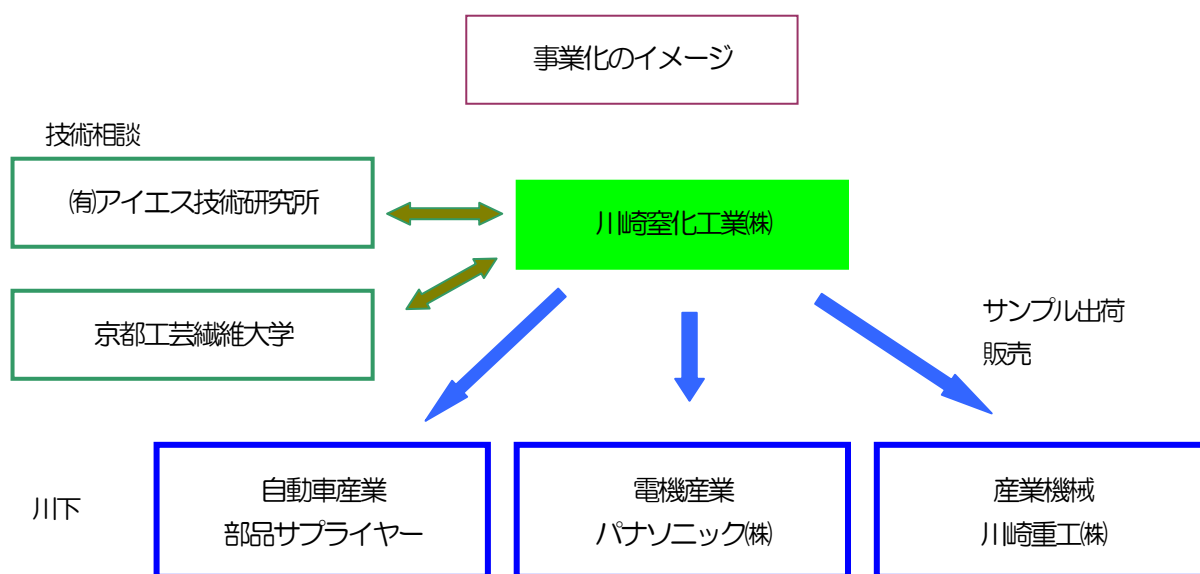 事業化のイメージ
技術相談
㈲アイエス技術研究所
川崎窒化工業㈱
京都工芸繊維大学
サンプル出荷
販売
川下
自動車産業
部品サプライヤー
電機産業
パナソニック㈱
産業機械
川崎重工㈱